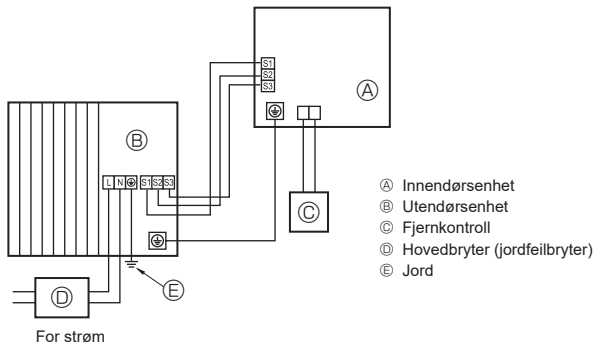 S1
S2
S3
Ⓐ
Ⓑ
L N S1 S2 S3
Ⓒ
Ⓓ
Ⓔ
For strøm
Ⓐ Innendørsenhet
Ⓑ Utendørsenhet
Ⓒ Fjernkontroll
Ⓓ Hovedbryter (jordfeilbryter)
Ⓔ Jord